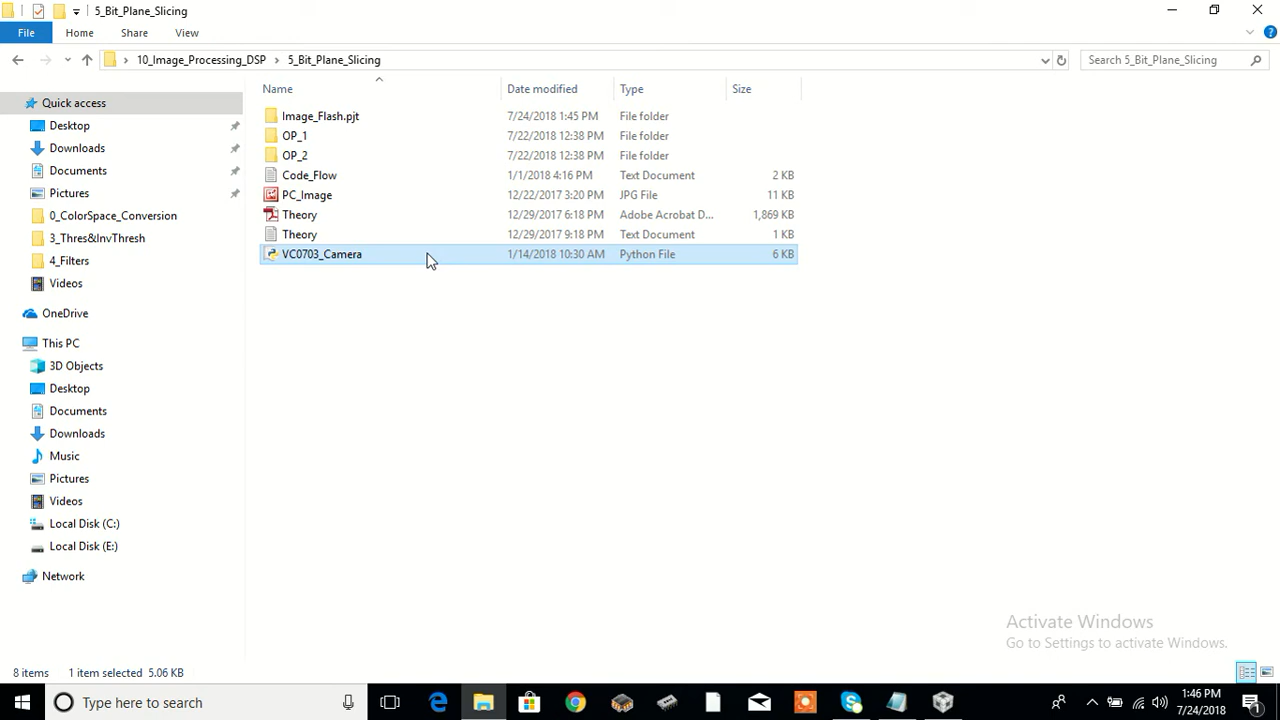 5_Bit_Plane_Slicing
File Home Share View
10_Image_Processing_DSP 5_Bit_Plane_Slicing Search 5_Bit_Plane_Slicing
Name Date modified Type Size
Quick access
Desktop
Downloads
Documents
Pictures
0_ColorSpace_Conversion
3_Thres&InvThresh
4_Filters
Videos
OneDrive
This PC
3D Objects
Desktop
Documents
Downloads
Music
Pictures
Videos
Local Disk (C:)
Local Disk (E:)
Network
Image_Flash.pjt 7/24/2018 1:45 PM File folder
OP_1 7/22/2018 12:38 PM File folder
OP_2 7/22/2018 12:38 PM File folder
Code_Flow 1/1/2018 4:16 PM Text Document 2 KB
PC_Image 12/22/2017 3:20 PM JPG File 11 KB
Theory 12/29/2017 6:18 PM Adobe Acrobat D... 1,869 KB
Theory 12/29/2017 9:18 PM Text Document 1 KB
VC0703_Camera 1/14/2018 10:30 AM Python File 6 KB
Activate Windows
Go to Settings to activate Windows.
8 items 1 item selected 5.06 KB
Type here to search
1:46 PM
7/24/2018
1